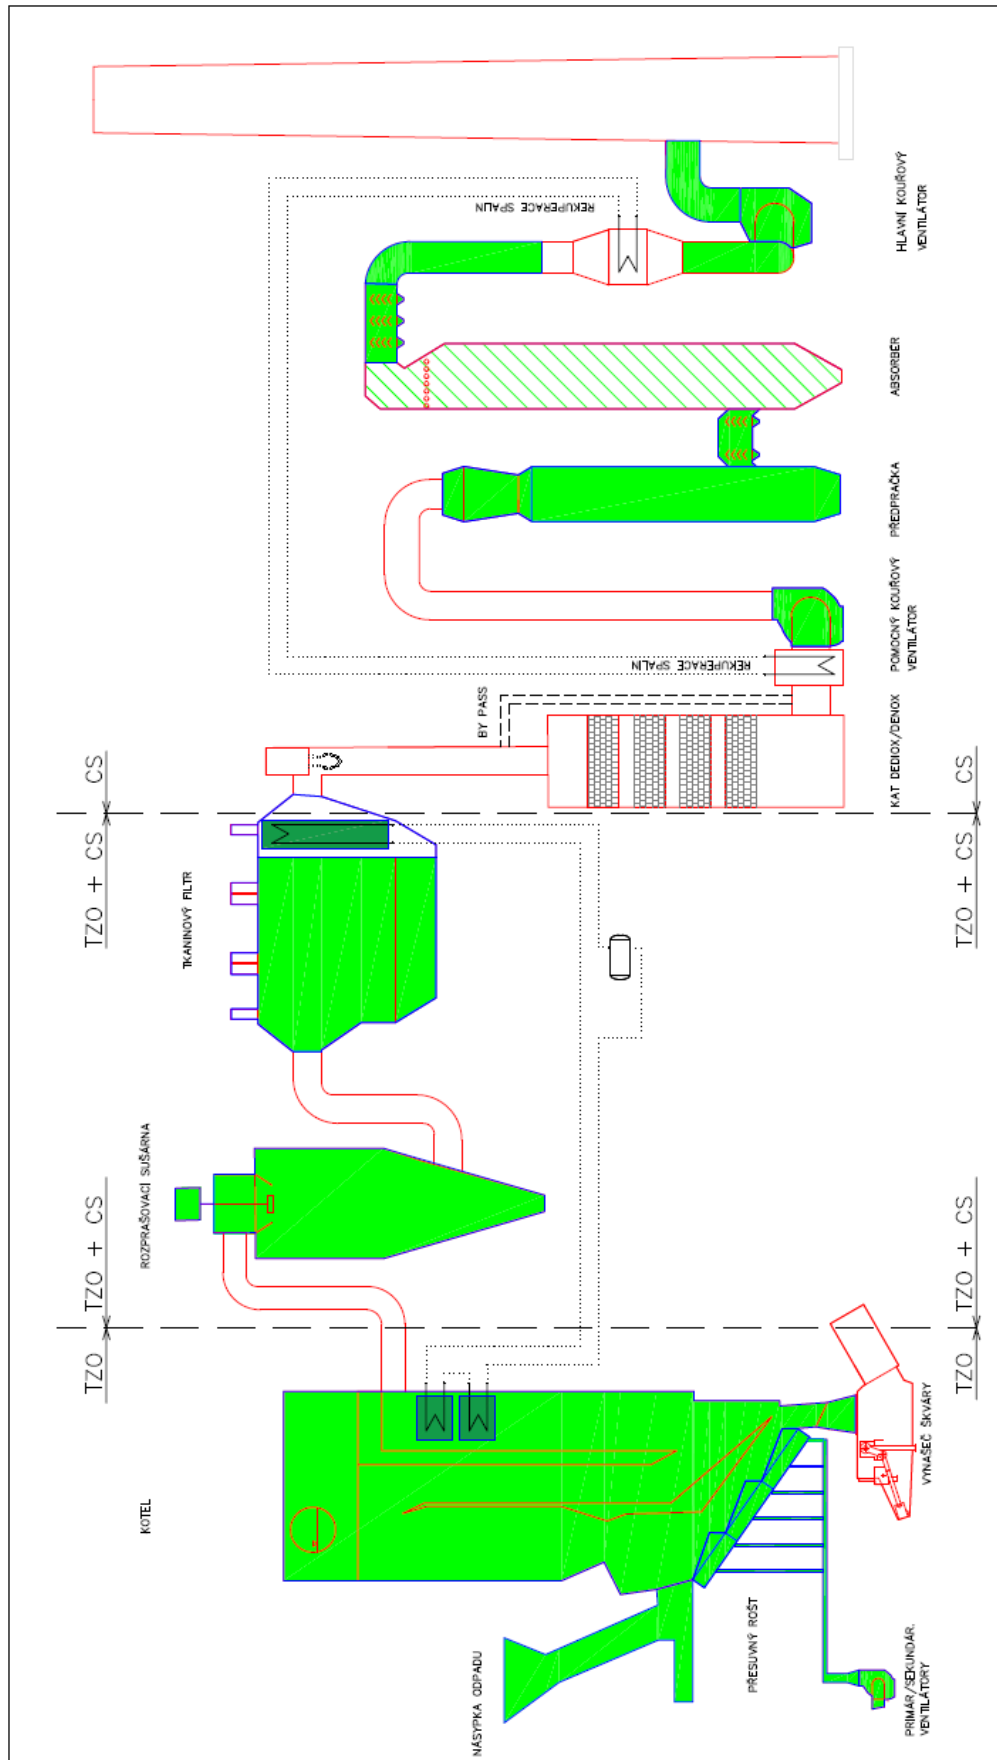 TZO
TZO + CS
TZO + CS
CS
KOTEL
ROZPRAŠOVACÍ SUŠÁRNA
TKANINOVÝ FILTR
BY PASS
REKUPERACE SPALIN
REKUPERACE SPALIN
NÁSYPKA ODPADU
PŘESUVNÝ ROŠT
PRIMÁR/SEKUNDÁR.
VENTILÁTORY
VYNAŠEČ ŠKVÁRY
KAT DEDIOX/DENOX
POMOCNÝ KOUŘOVÝ
VENTILÁTOR
PŘEDPRAČKA
ABSORBÉR
HLAVNÍ KOUŘOVÝ
VENTILÁTOR
TZO
TZO + CS
TZO + CS
CS